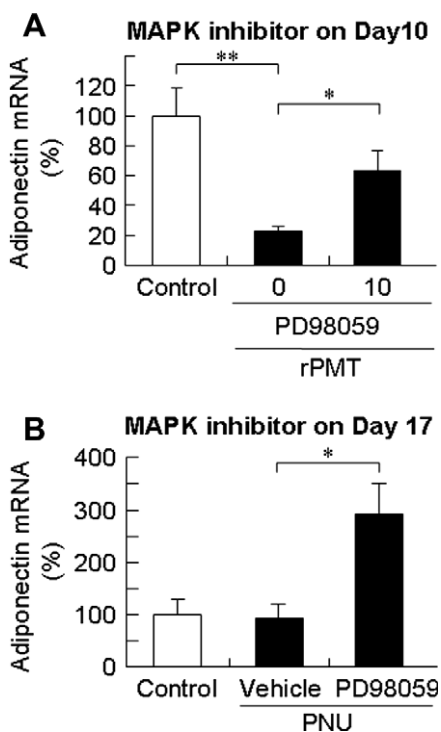 A
MAPK inhibitor on Day10
Adiponectin mRNA
(%)
120
100
80
60
40
20
0
**
*
Control
0
10
PD98059
rPMT
B
MAPK inhibitor on Day 17
Adiponectin mRNA
(%)
400
300
200
100
0
*
Control
Vehicle
PD98059
PNU